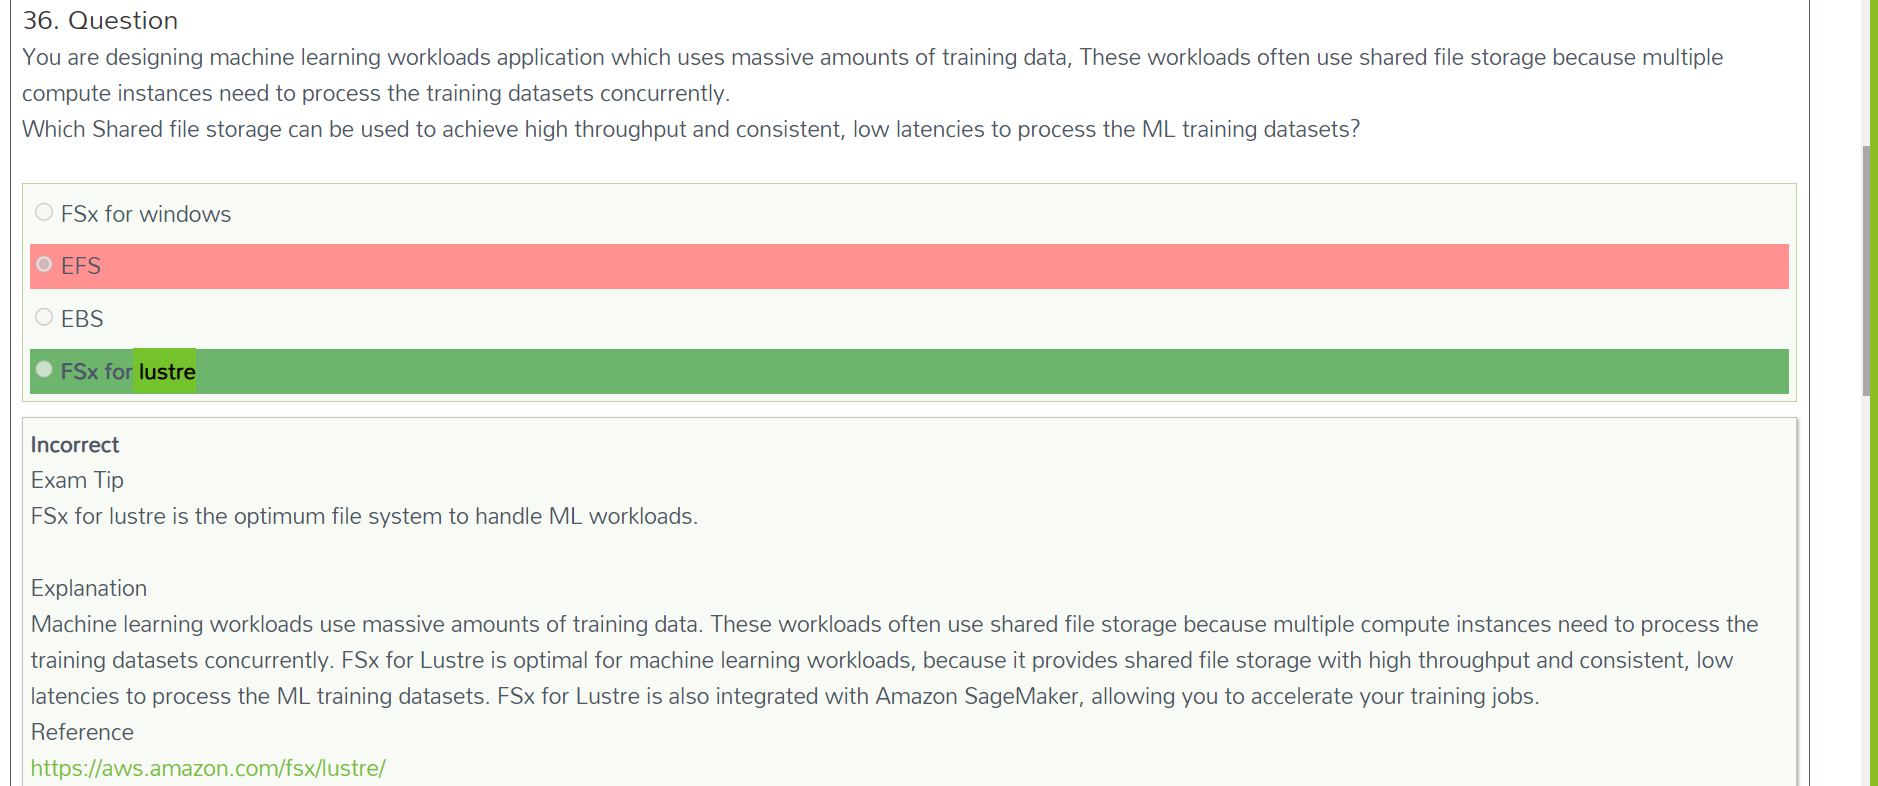 36. Question
You are designing machine learning workloads application which uses massive amounts of training data, These workloads often use shared file storage because multiple
compute instances need to process the training datasets concurrently.
Which Shared file storage can be used to achieve high throughput and consistent, low latencies to process the ML training datasets?
FSx for windows
EFS
EBS
FSx for lustre
Incorrect
Exam Tip
FSx for lustre is the optimum file system to handle ML workloads.
Explanation
Machine learning workloads use massive amounts of training data. These workloads often use shared file storage because multiple compute instances need to process the
training datasets concurrently. FSx for Lustre is optimal for machine learning workloads, because it provides shared file storage with high throughput and consistent, low
latencies to process the ML training datasets. FSx for Lustre is also integrated with Amazon SageMaker, allowing you to accelerate your training jobs.
Reference
https://aws.amazon.com/fsx/lustre/